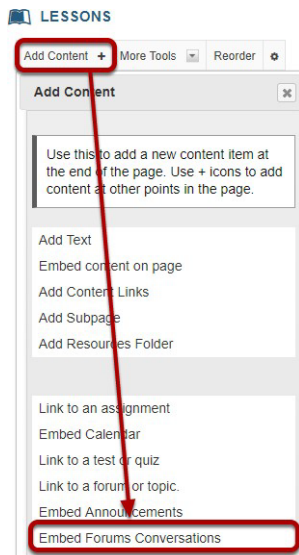 LESSONS
Add Content + More Tools Reorder
Add Content
Use this to add a new content item at
the end of the page. Use + icons to add
content at other points in the page.
Add Text
Embed content on page
Add Content Links
Add Subpage
Add Resources Folder
Link to an assignment
Embed Calendar
Link to a test or quiz
Link to a forum or topic.
Embed Announcements
Embed Forums Conversations